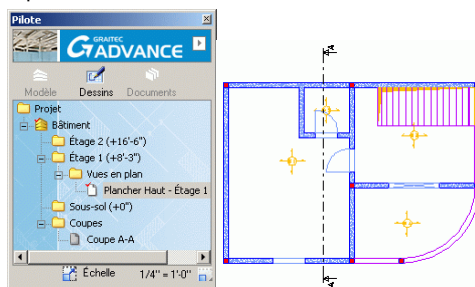 Pilote
GRAITEC
ADVANCE
Modèle Dessins Documents
Projet
Bâtiment
Étage 2 (+16'-6")
Étage 1 (+8'-3")
Vues en plan
Plancher Haut - Étage 1
Sous-sol (+0")
Coupes
Coupe A-A
Échelle 1/4" = 1'-0"